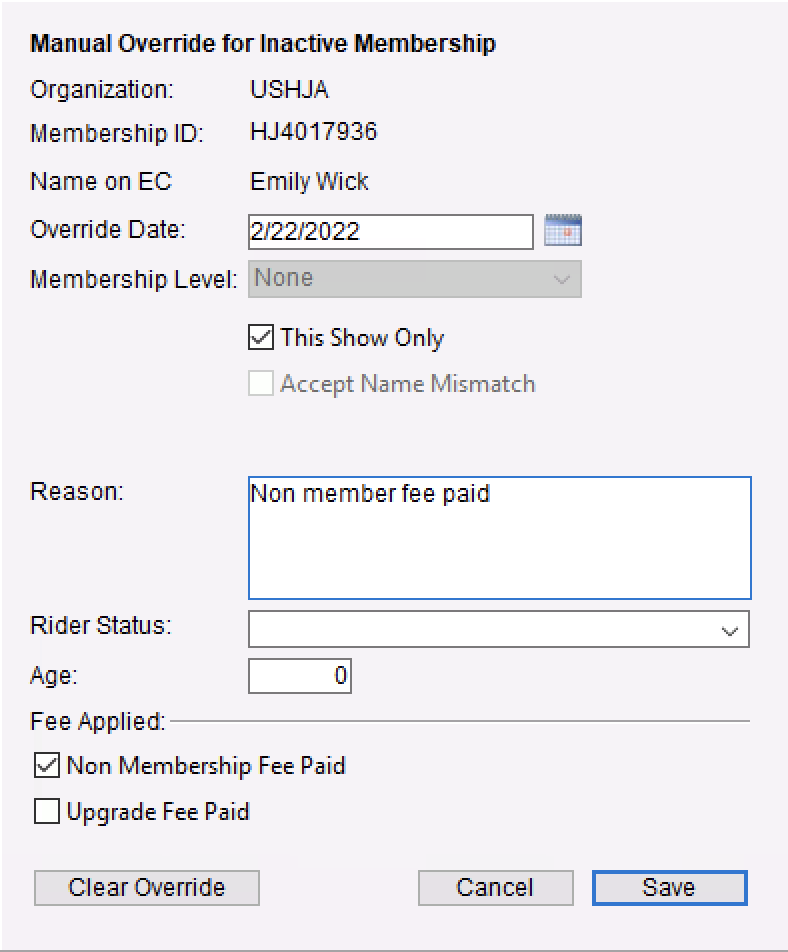 Manual Override for Inactive Membership
Organization: USHJA
Membership ID: HJ4017936
Name on EC Emily Wick
Override Date: 2/22/2022
Membership Level: None
This Show Only
Accept Name Mismatch
Reason: Non member fee paid
Rider Status:
Age: 0
Fee Applied:
Non Membership Fee Paid
Upgrade Fee Paid
Clear Override Cancel Save